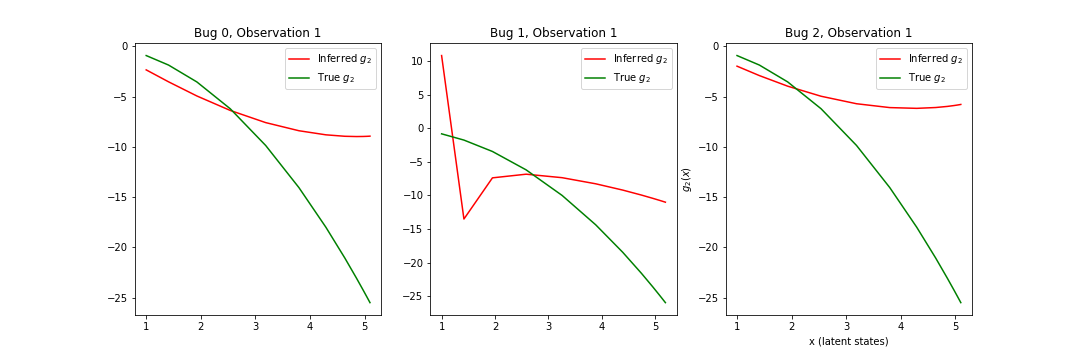 Bug 0, Observation 1
Inferred g₂
True g₂
0
−5
−10
−15
−20
−25
1 2 3 4 5
Bug 1, Observation 1
Inferred g₂
True g₂
10
5
0
−5
−10
−15
−20
−25
1 2 3 4 5
Bug 2, Observation 1
Inferred g₂
True g₂
g₂(x)
0
−5
−10
−15
−20
−25
1 2 3 4 5
x (latent states)